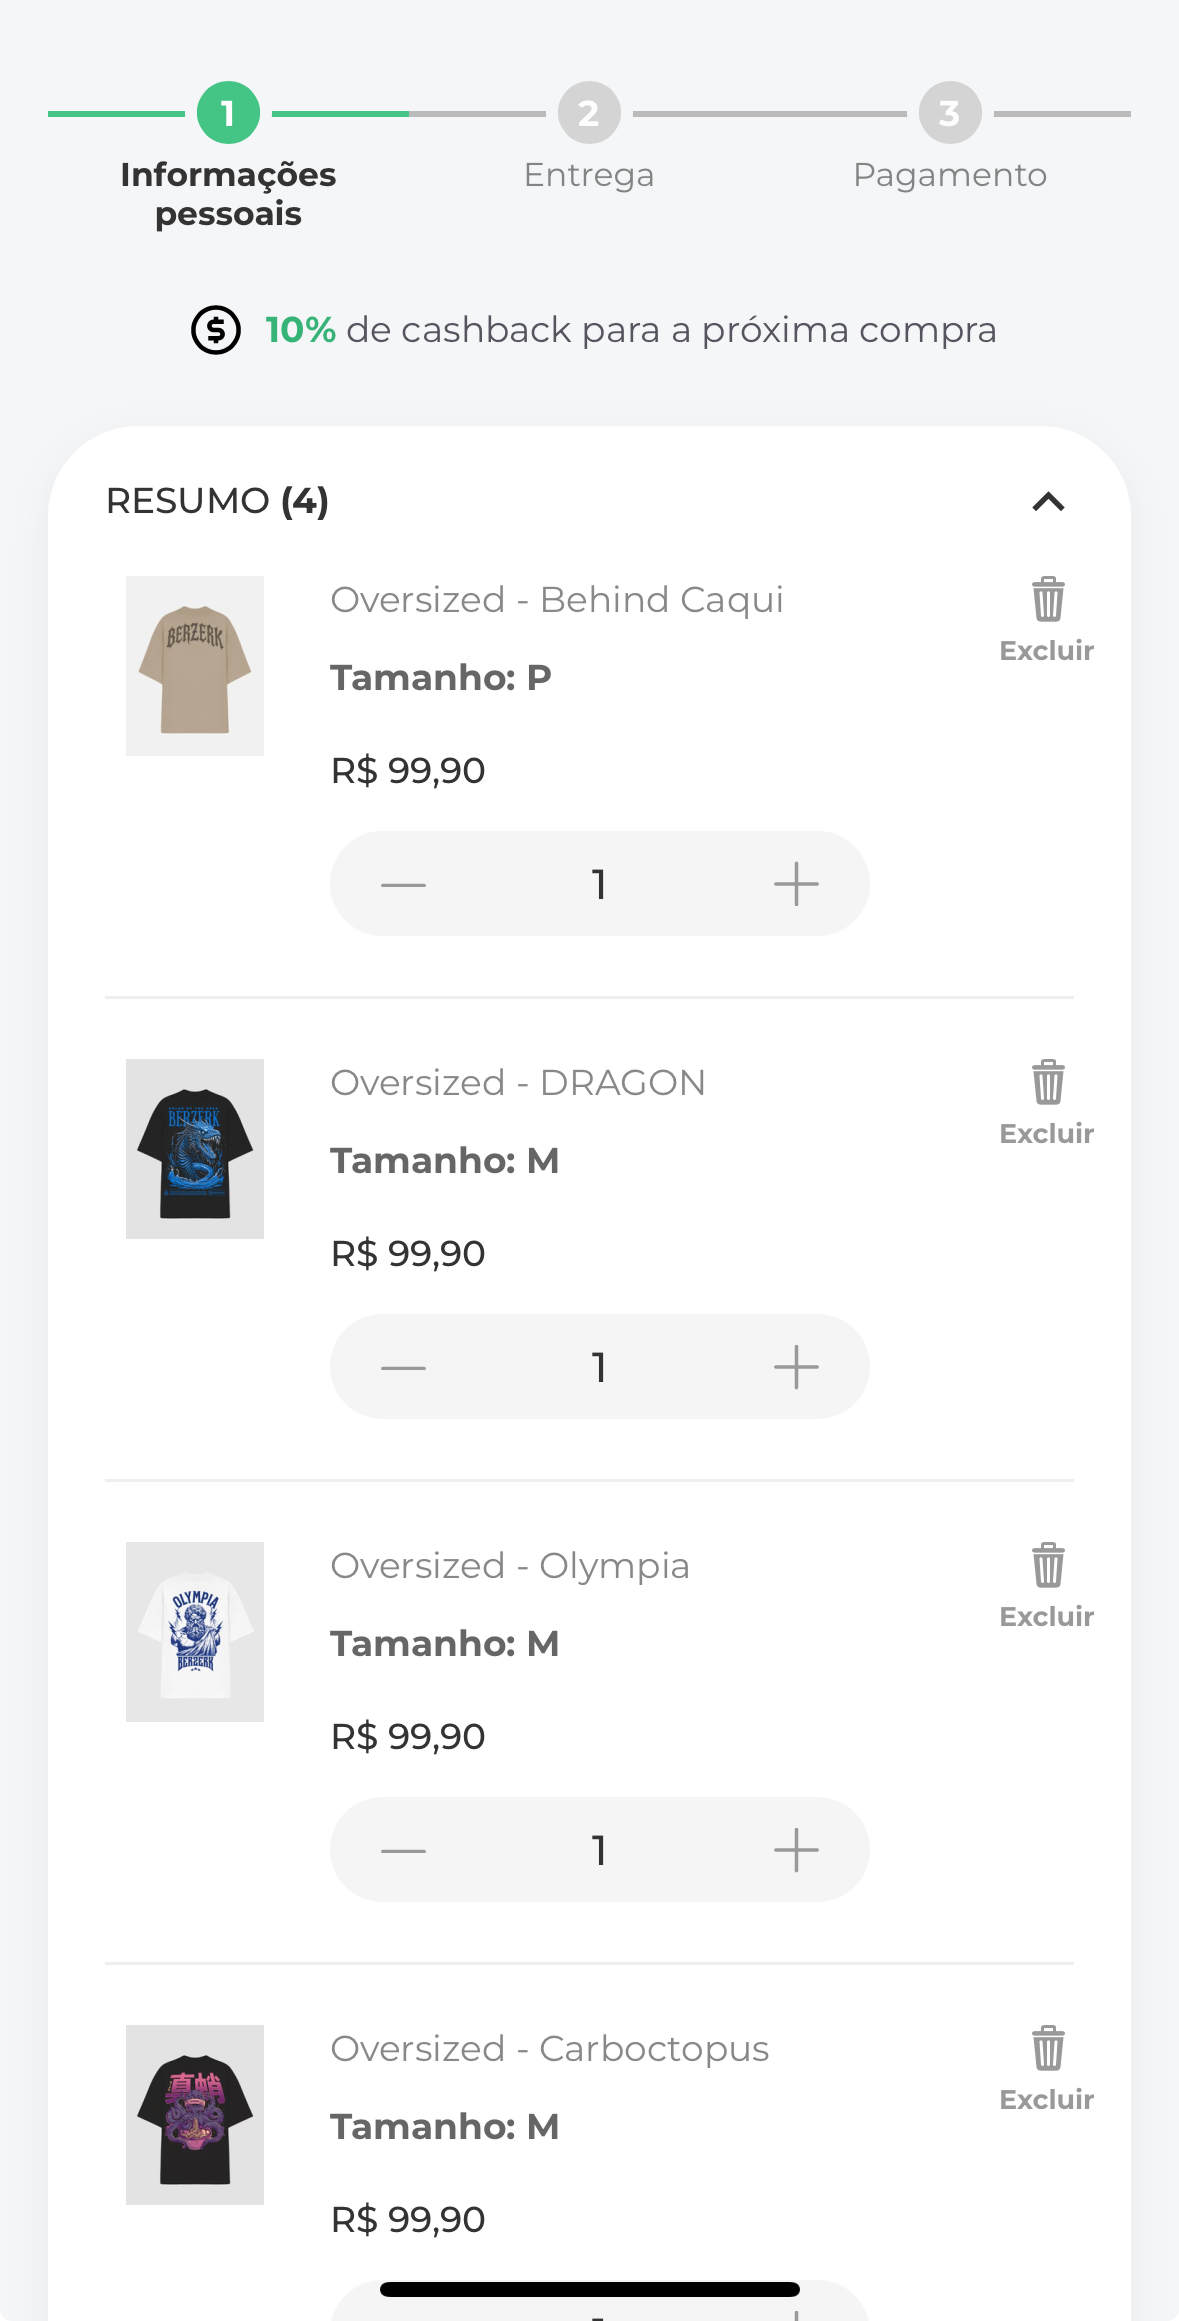 1
2
3
Informações
pessoais
Entrega
Pagamento
$ 10% de cashback para a próxima compra
RESUMO (4)
BERZERK
Oversized - Behind Caqui
Excluir
Tamanho: P
R$ 99,90
1
BERZERK
Oversized - DRAGON
Excluir
Tamanho: M
R$ 99,90
1
OLYMPIA
BERZERK
Oversized - Olympia
Excluir
Tamanho: M
R$ 99,90
1
真蛸
Oversized - Carboctopus
Excluir
Tamanho: M
R$ 99,90